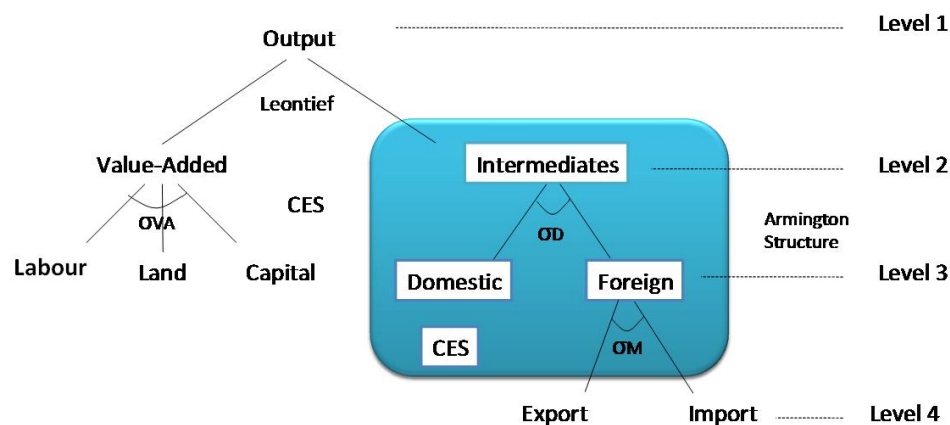 Level 1
Output
Leontief
Value-Added
Intermediates
Level 2
CES
σVA
σD
Armington
Structure
Labour
Land
Capital
Domestic
Foreign
Level 3
CES
σM
Export
Import
Level 4